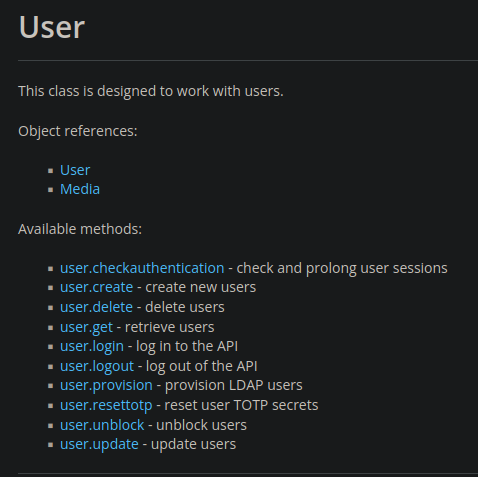 User
This class is designed to work with users.
Object references:
User
Media
Available methods:
user.checkauthentication - check and prolong user sessions
user.create - create new users
user.delete - delete users
user.get - retrieve users
user.login - log in to the API
user.logout - log out of the API
user.provision - provision LDAP users
user.resettotp - reset user TOTP secrets
user.unblock - unblock users
user.update - update users